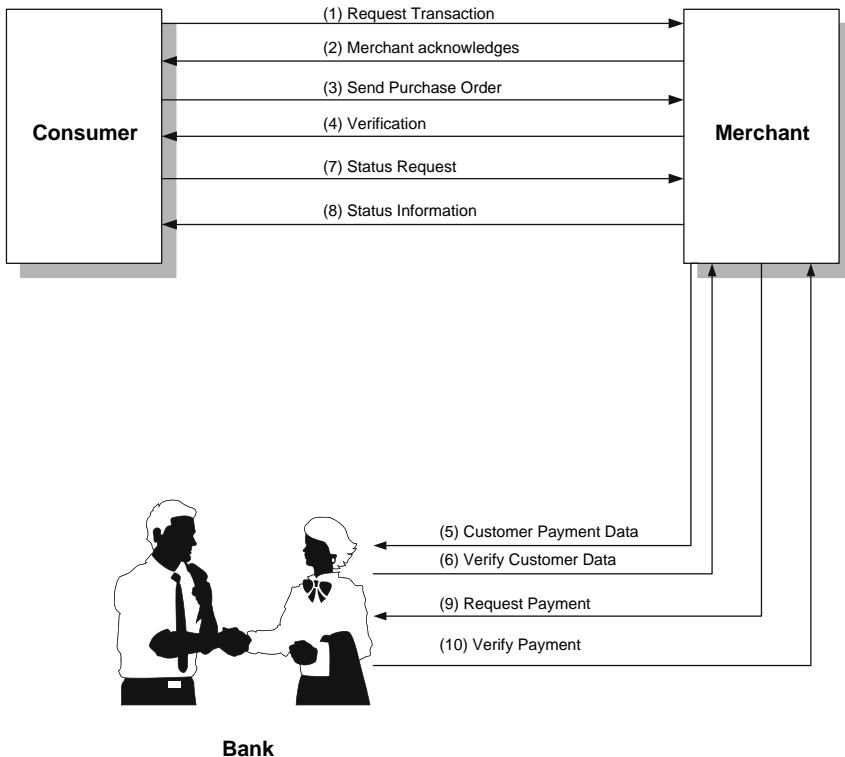 (1) Request Transaction
(2) Merchant acknowledges
(3) Send Purchase Order
Consumer
(4) Verification
Merchant
(7) Status Request
(8) Status Information
(5) Customer Payment Data
(6) Verify Customer Data
(9) Request Payment
(10) Verify Payment
Bank